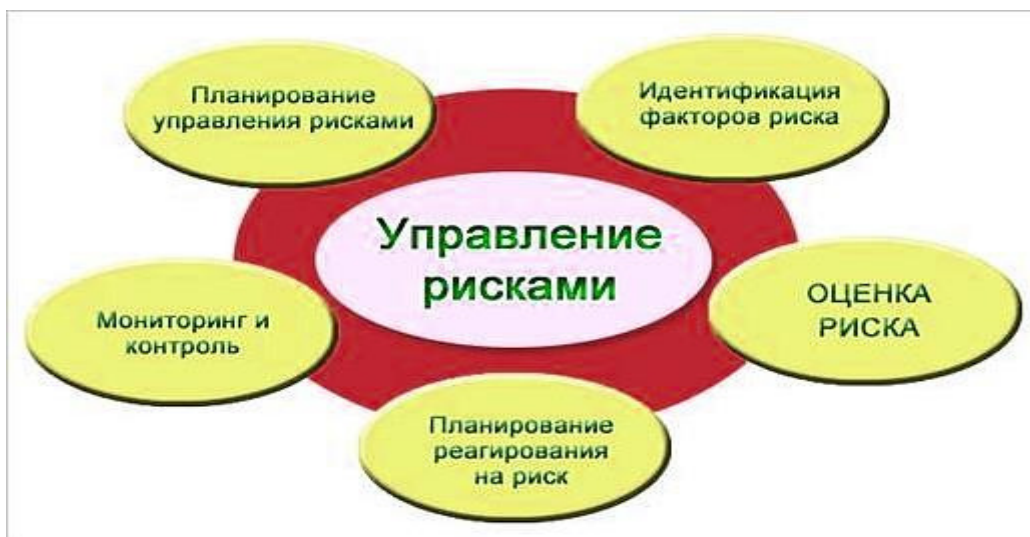 Планирование
управления рисками
Идентификация
факторов риска
Управление
рисками
ОЦЕНКА
РИСКА
Мониторинг и
контроль
Планирование
реагирования
на риск